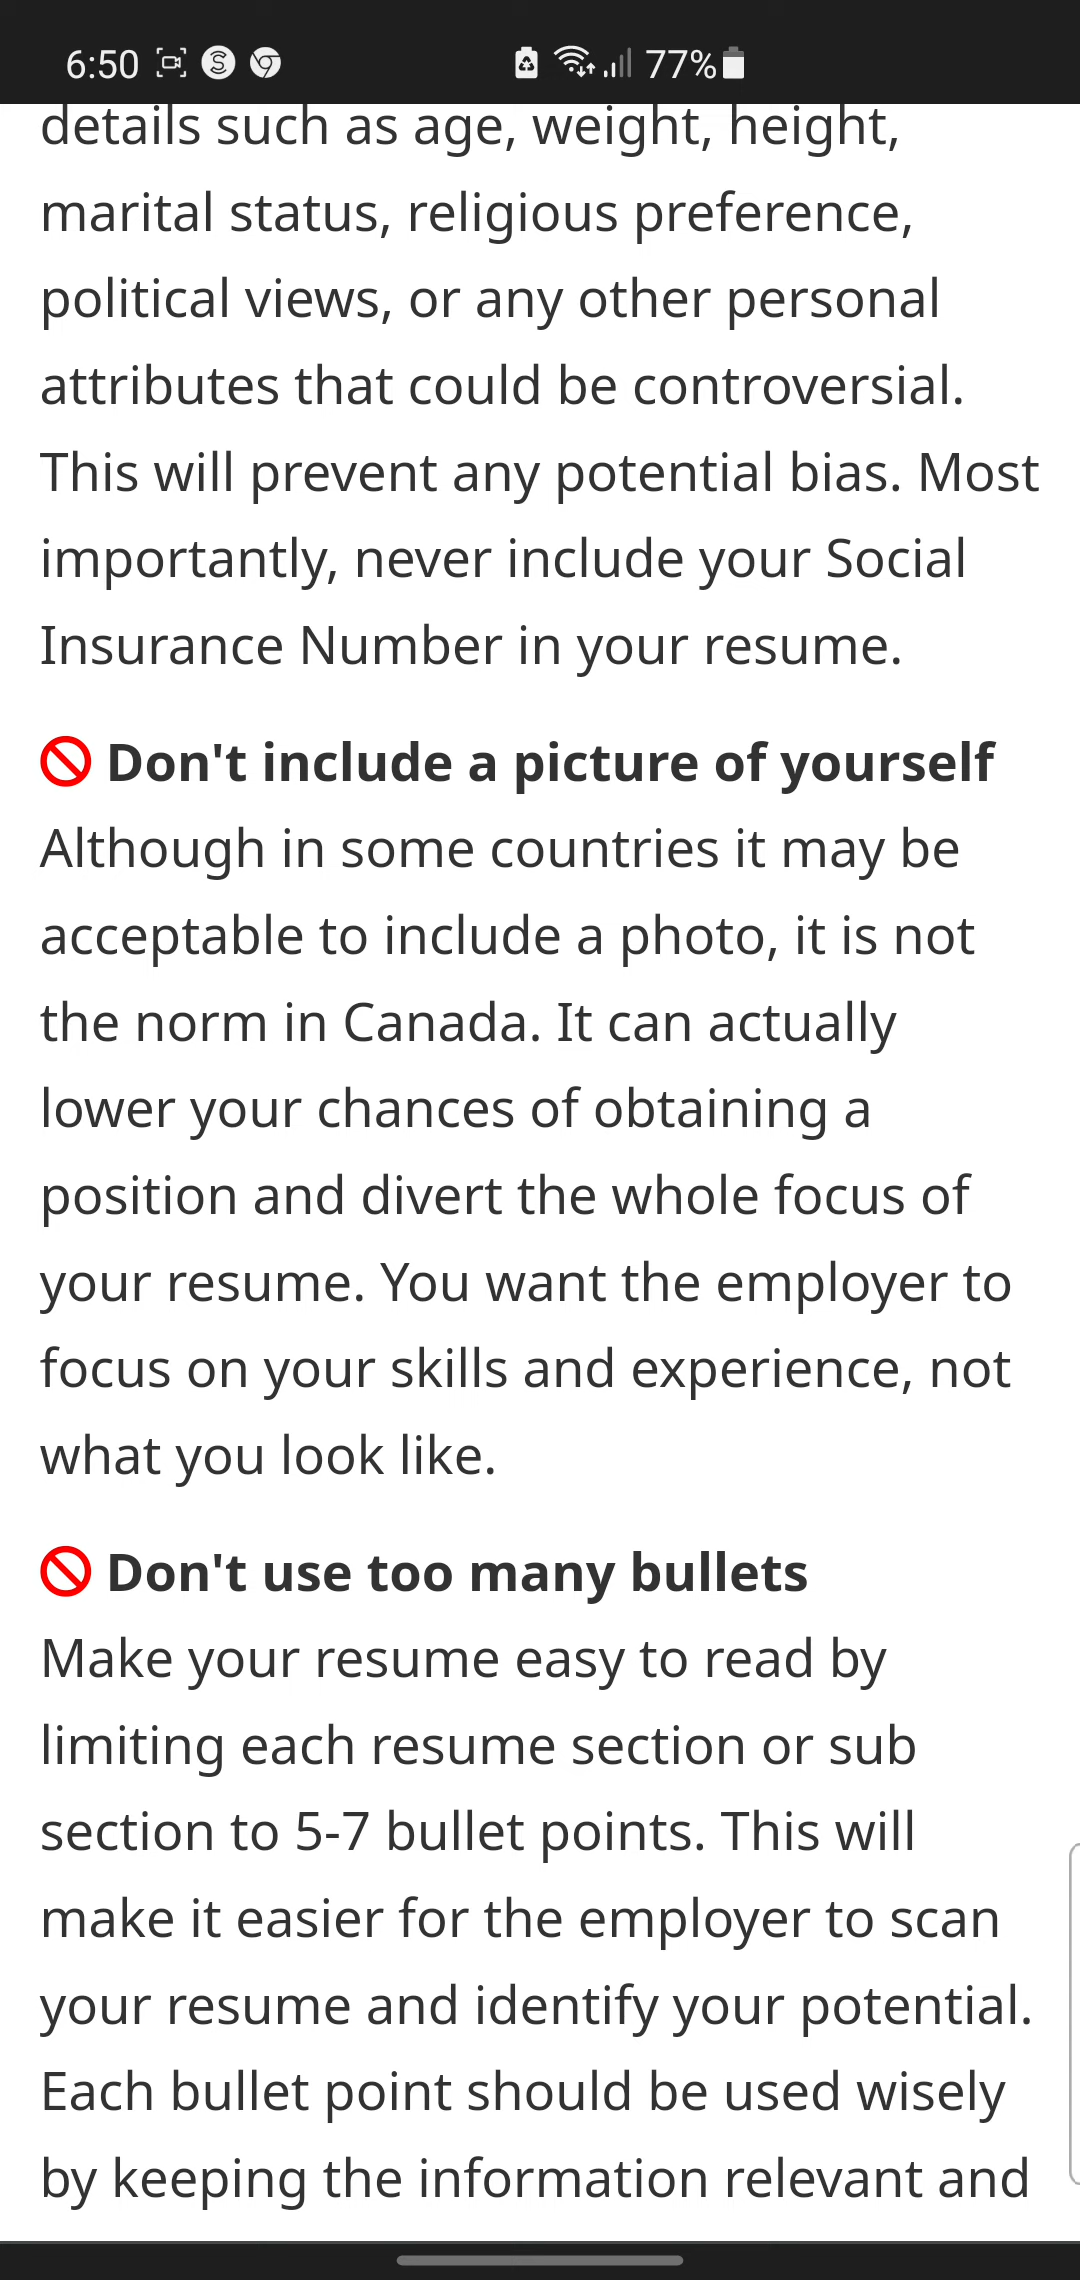 6:50 77%
details such as age, weight, height,
marital status, religious preference,
political views, or any other personal
attributes that could be controversial.
This will prevent any potential bias. Most
importantly, never include your Social
Insurance Number in your resume.
🚫 Don't include a picture of yourself
Although in some countries it may be
acceptable to include a photo, it is not
the norm in Canada. It can actually
lower your chances of obtaining a
position and divert the whole focus of
your resume. You want the employer to
focus on your skills and experience, not
what you look like.
🚫 Don't use too many bullets
Make your resume easy to read by
limiting each resume section or sub
section to 5-7 bullet points. This will
make it easier for the employer to scan
your resume and identify your potential.
Each bullet point should be used wisely
by keeping the information relevant and